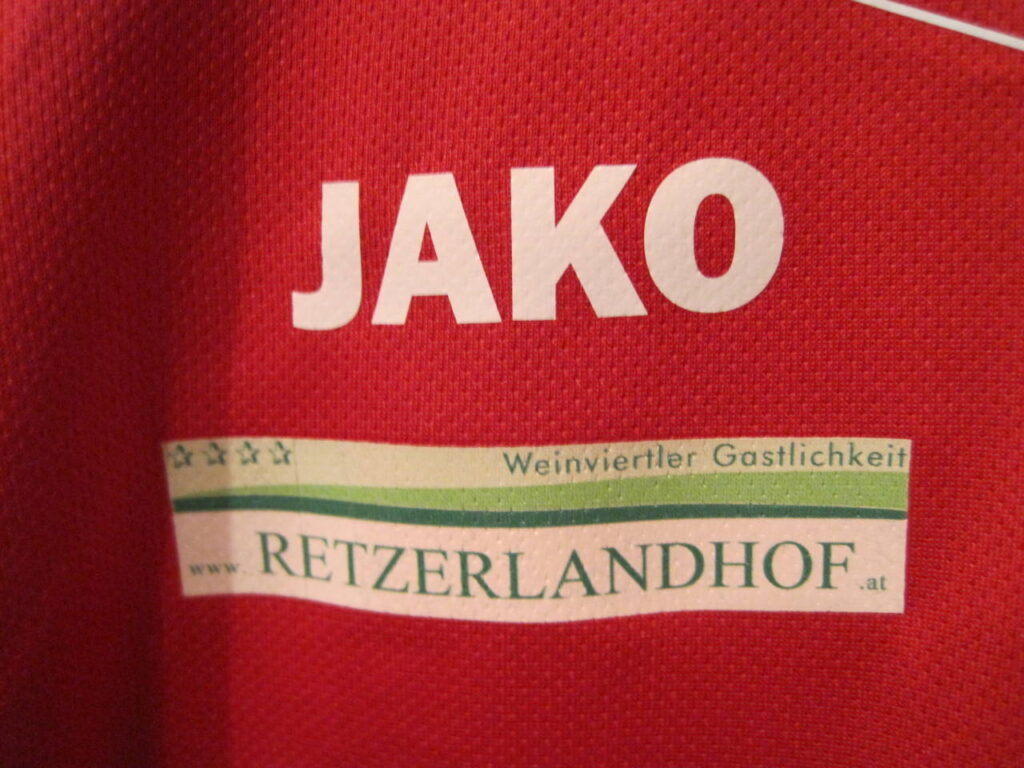 JAKO
Weinviertler Gastlichkeit
www.RETZERLANDHOF.at